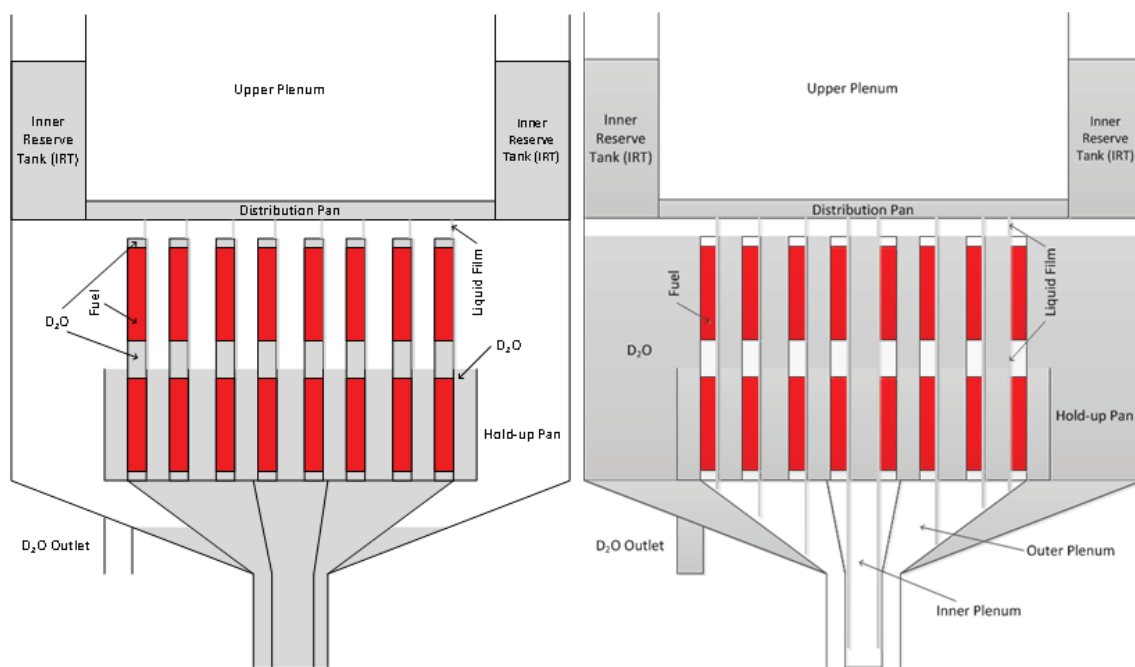 Upper Plenum
Inner
Reserve
Tank (IRT)
Inner
Reserve
Tank (IRT)
Distribution Pan
Liquid Film
Fuel
D₂O
D₂O
Hold-up Pan
D₂O Outlet
Upper Plenum
Inner
Reserve
Tank (IRT)
Inner
Reserve
Tank (IRT)
Distribution Pan
Liquid Film
Fuel
D₂O
Hold-up Pan
D₂O Outlet
Outer Plenum
Inner Plenum